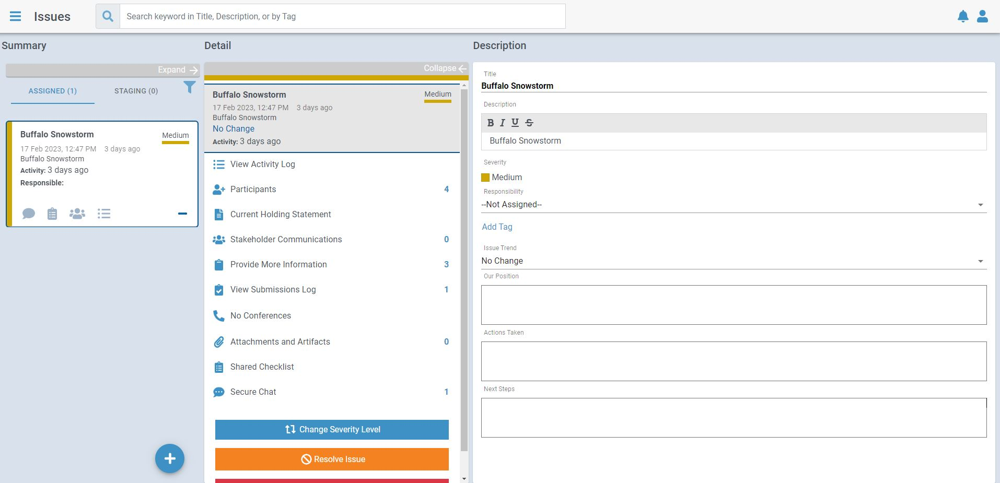 Issues
Search keyword in Title, Description, or by Tag
Summary
Expand
ASSIGNED (1) STAGING (0)
Buffalo Snowstorm
Medium
17 Feb 2023, 12:47 PM 3 days ago
Buffalo Snowstorm
Activity: 3 days ago
Responsible:
Detail
Collapse
Buffalo Snowstorm
Medium
17 Feb 2023, 12:47 PM 3 days ago
Buffalo Snowstorm
No Change
Activity: 3 days ago
View Activity Log
Participants 4
Current Holding Statement
Stakeholder Communications 0
Provide More Information 3
View Submissions Log 1
No Conferences
Attachments and Artifacts 0
Shared Checklist
Secure Chat 1
Change Severity Level
Resolve Issue
Description
Title
Buffalo Snowstorm
Description
B I U S
Buffalo Snowstorm
Severity
Medium
Responsibility
--Not Assigned--
Add Tag
Issue Trend
No Change
Our Position
Actions Taken
Next Steps